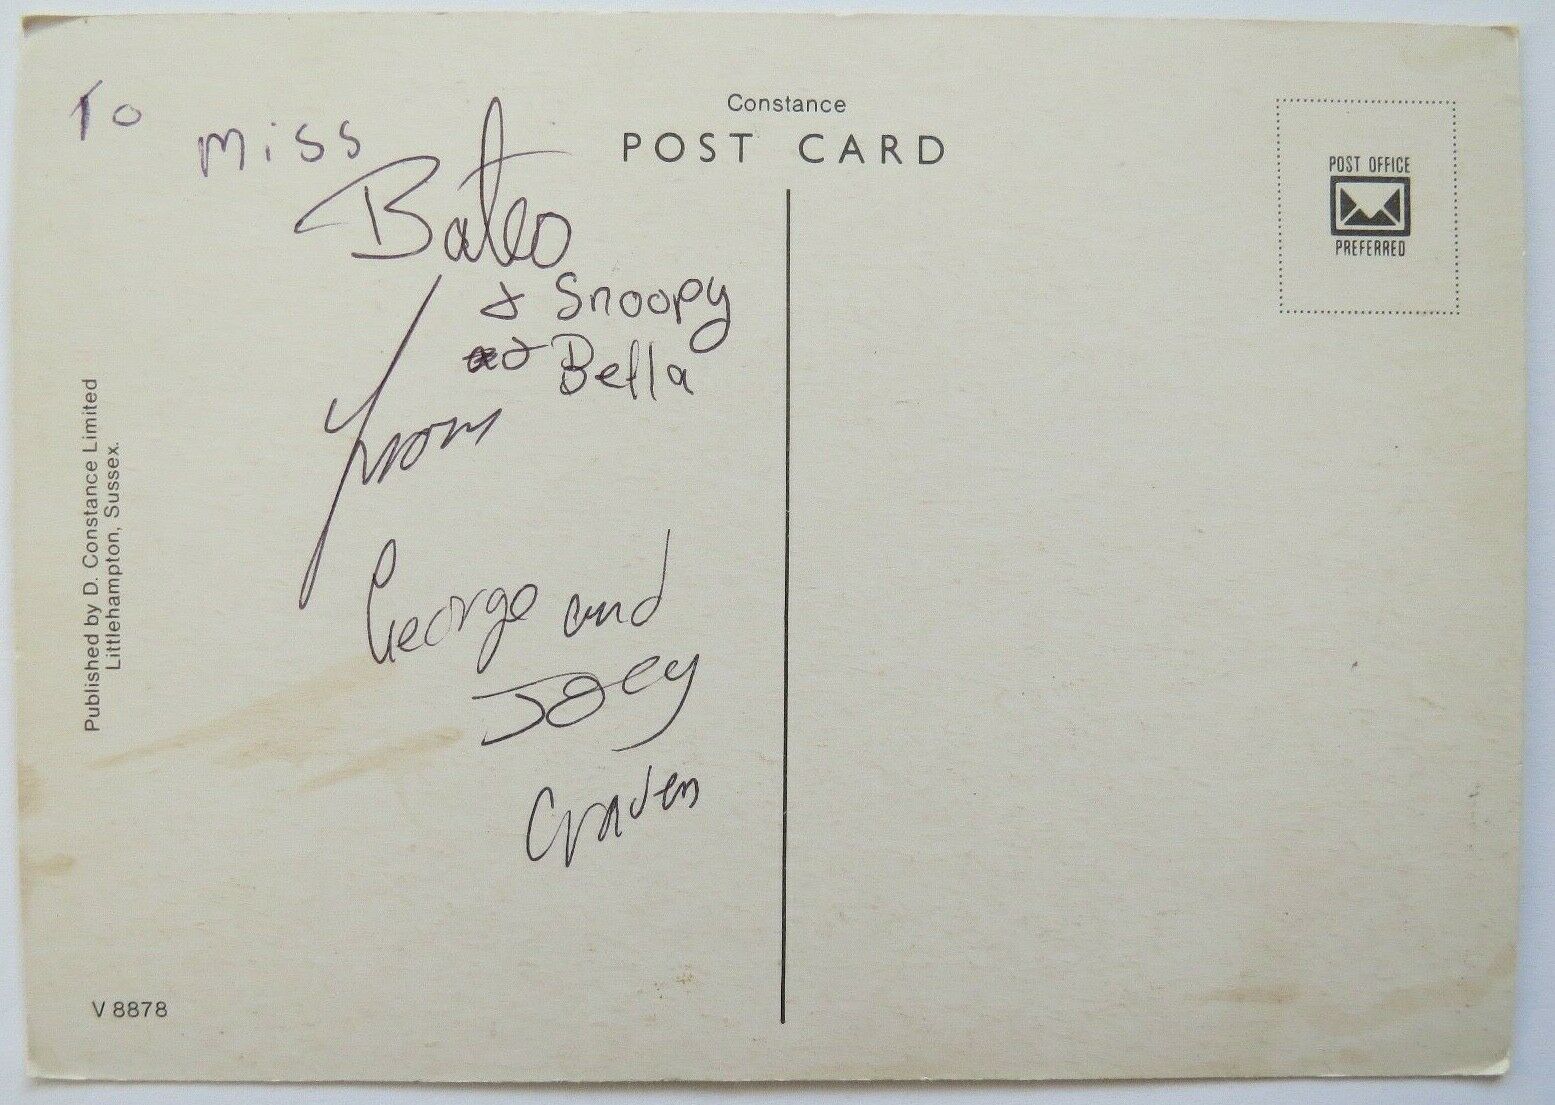 To
miss
Bates
& Snoopy
& Bella
From
George and
Joey
Craven
Constance
POST CARD
POST OFFICE
PREFERRED
Published by D. Constance Limited
Littlehampton, Sussex.
V 8878